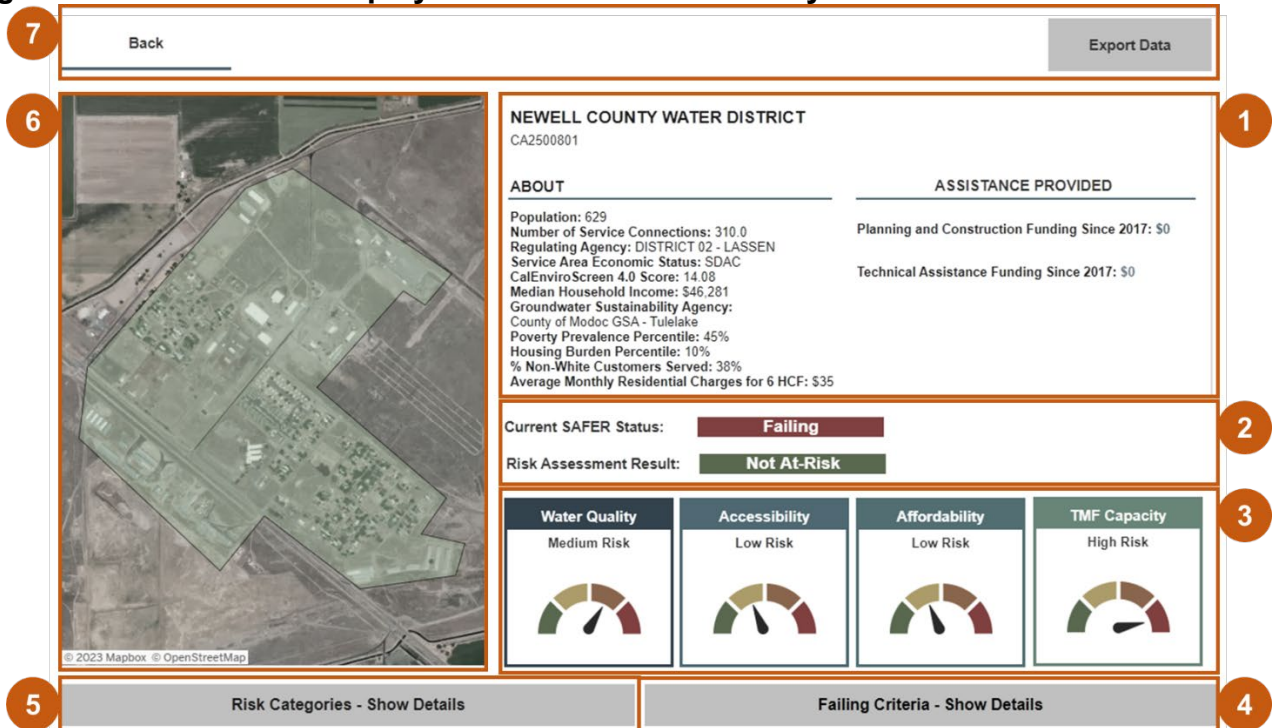 7
Back
Export Data
6
1
NEWELL COUNTY WATER DISTRICT
CA2500801
ABOUT
ASSISTANCE PROVIDED
Population: 629
Number of Service Connections: 310.0
Regulating Agency: DISTRICT 02 - LASSEN
Service Area Economic Status: SDAC
CalEnviroScreen 4.0 Score: 14.08
Median Household Income: $46,281
Groundwater Sustainability Agency:
County of Modoc GSA - Tulelake
Poverty Prevalence Percentile: 45%
Housing Burden Percentile: 10%
% Non-White Customers Served: 38%
Average Monthly Residential Charges for 6 HCF: $35
Planning and Construction Funding Since 2017: $0
Technical Assistance Funding Since 2017: $0
Current SAFER Status: Failing
2
Risk Assessment Result: Not At-Risk
Water Quality
Medium Risk
Accessibility
Low Risk
Affordability
Low Risk
TMF Capacity
High Risk
3
© 2023 Mapbox © OpenStreetMap
5
Risk Categories - Show Details
Failing Criteria - Show Details
4